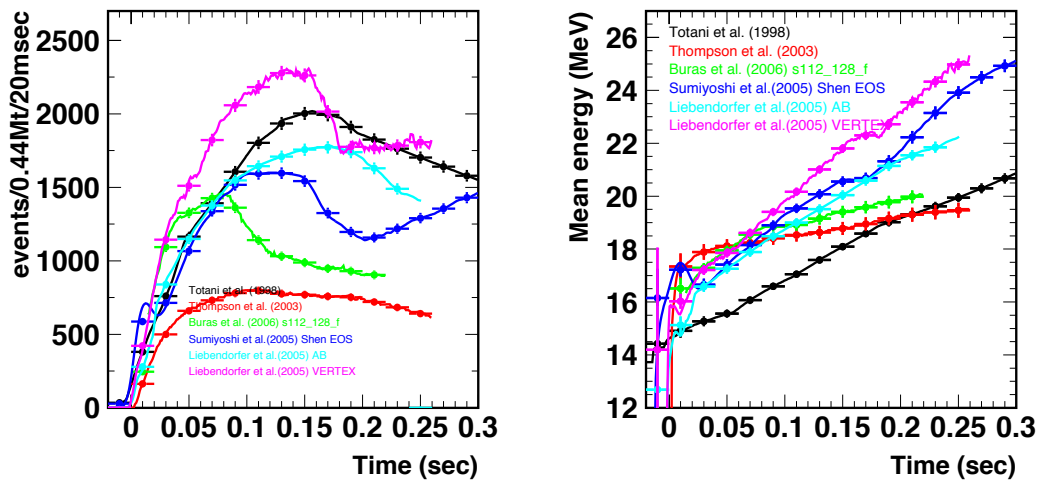 events/0.44Mt/20msec
2500
2000
1500
1000
500
0
Totani et al. (1998)
Thompson et al. (2003)
Buras et al. (2006) s112_128_f
Sumiyoshi et al.(2005) Shen EOS
Liebendorfer et al.(2005) AB
Liebendorfer et al.(2005) VERTEX
0 0.05 0.1 0.15 0.2 0.25 0.3
Time (sec)
Mean energy (MeV)
26
24
22
20
18
16
14
12
Totani et al. (1998)
Thompson et al. (2003)
Buras et al. (2006) s112_128_f
Sumiyoshi et al.(2005) Shen EOS
Liebendorfer et al.(2005) AB
Liebendorfer et al.(2005) VERTEX
0 0.05 0.1 0.15 0.2 0.25 0.3
Time (sec)